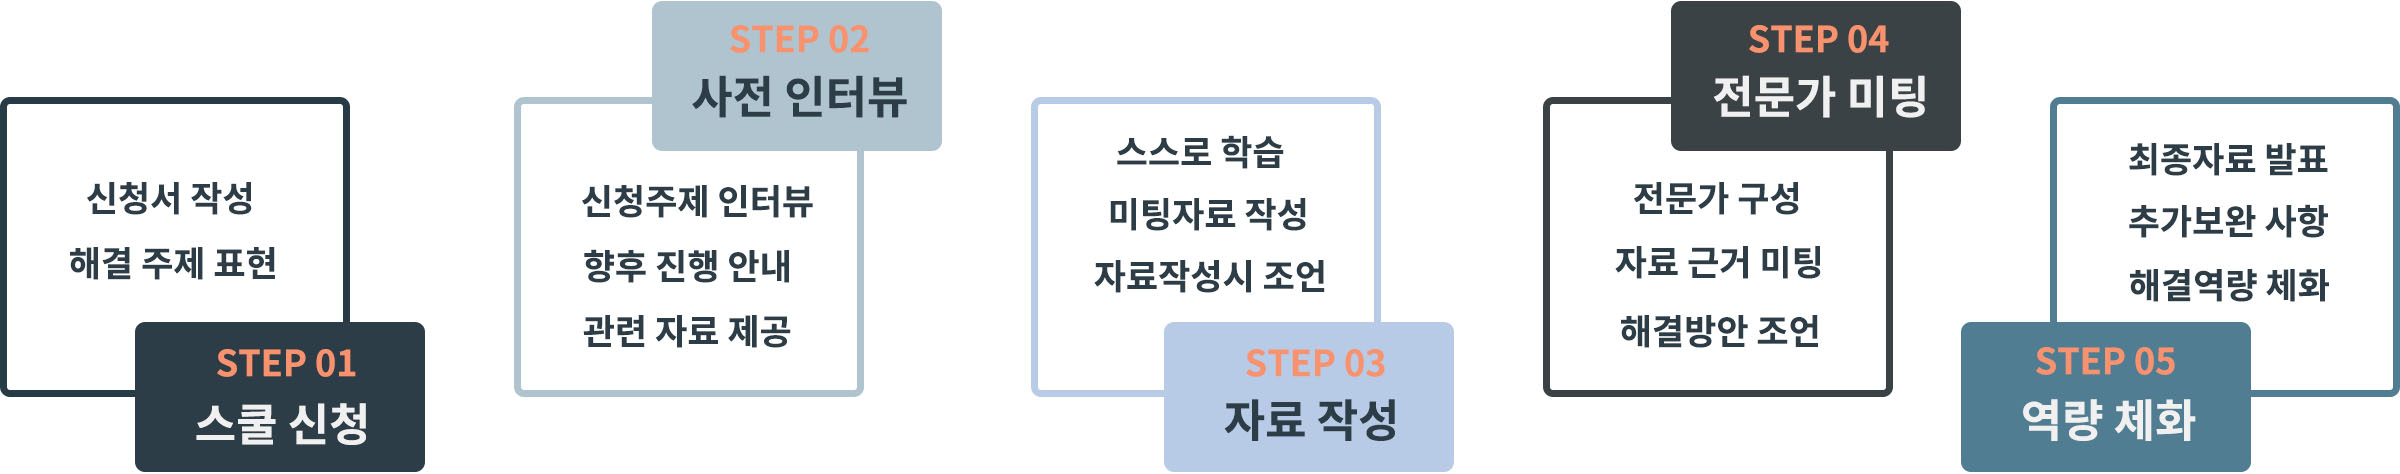 신청서 작성
해결 주제 표현
STEP 01
스쿨 신청
STEP 02
사전 인터뷰
신청주제 인터뷰
향후 진행 안내
관련 자료 제공
스스로 학습
미팅자료 작성
자료작성시 조언
STEP 03
자료 작성
STEP 04
전문가 미팅
전문가 구성
자료 근거 미팅
해결방안 조언
최종자료 발표
추가보완 사항
해결역량 체화
STEP 05
역량 체화